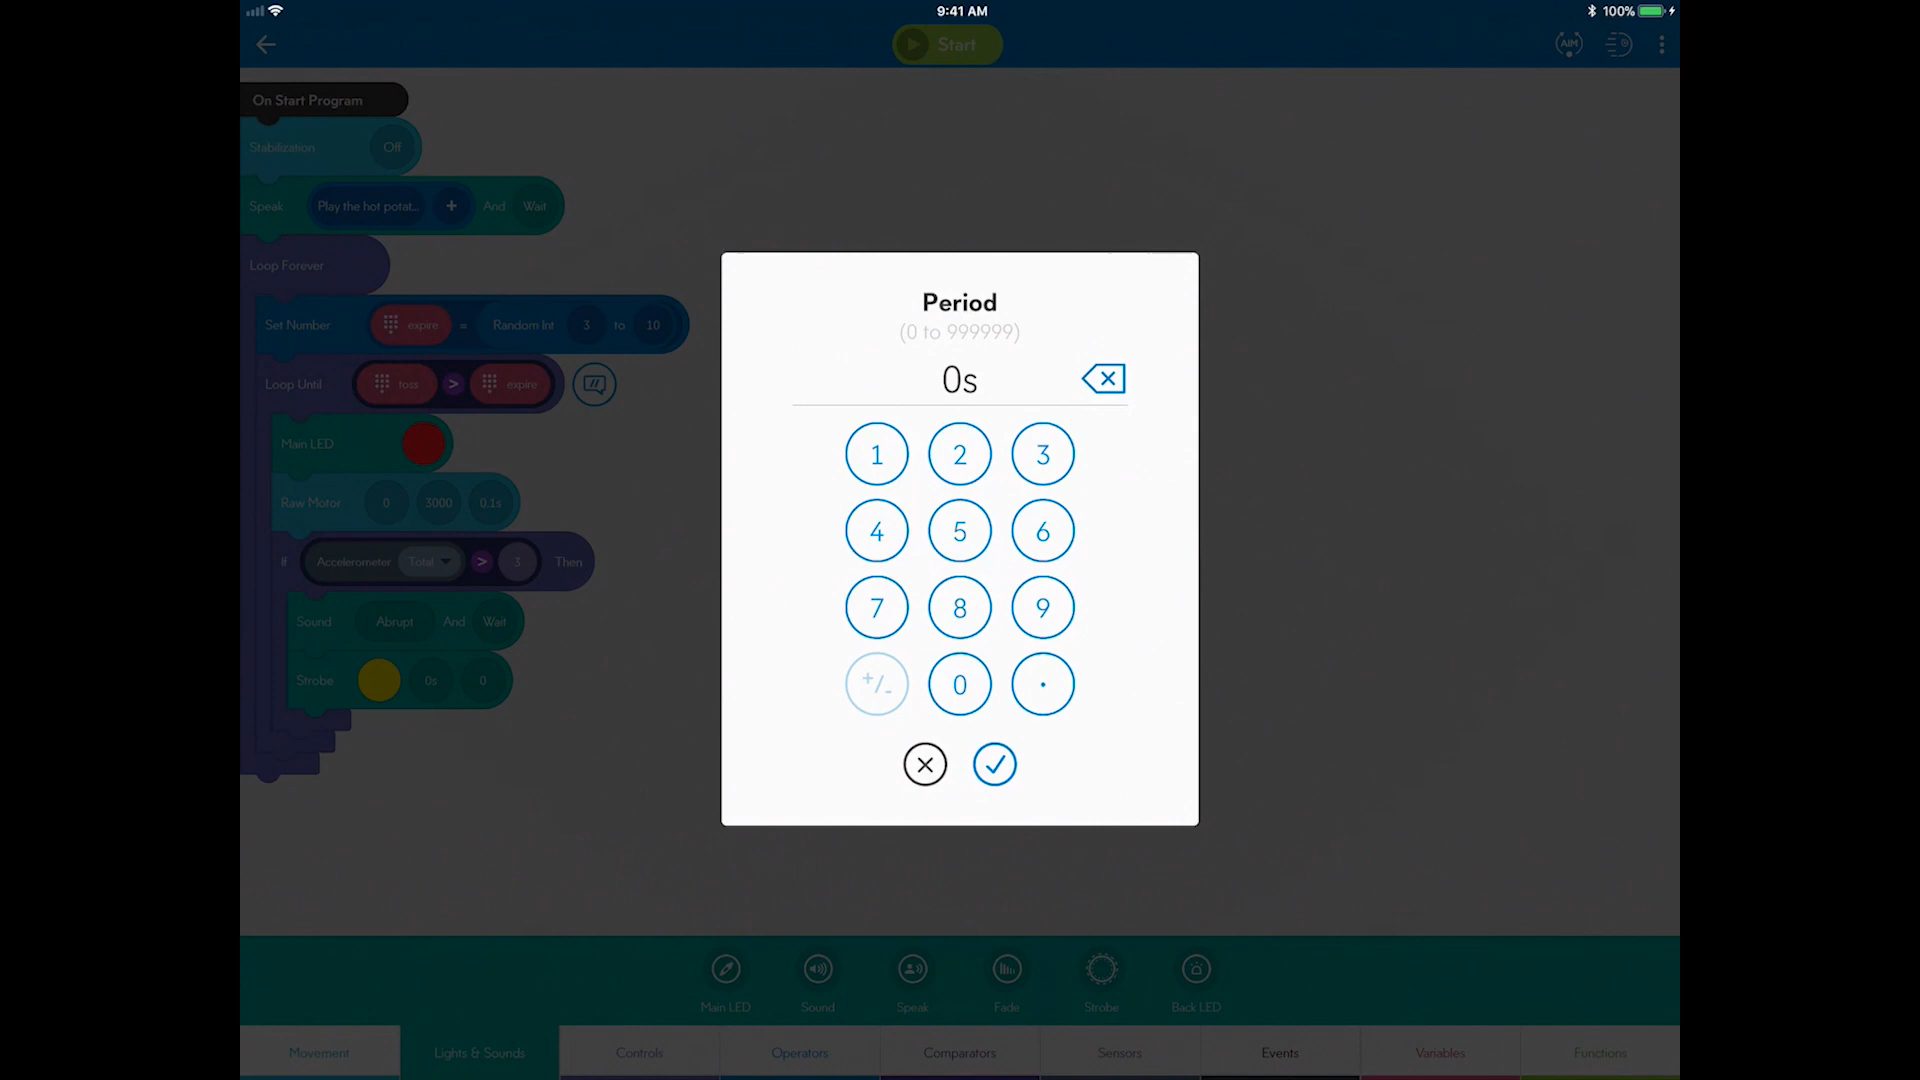 9:41 AM
100%
Start
AIM
On Start Program
Stabilization Off
Speak Play the hot potat... + And Wait
Loop Forever
Set Number expire = Random Int 3 to 10
Loop Until toss > expire //
Main LED
Raw Motor 0 3000 0.1s
If Accelerometer Total > 3 Then
Sound Abrupt And Wait
Strobe 0s 0
Period
(0 to 999999)
0s
1 2 3
4 5 6
7 8 9
+/- 0 .
Main LED Sound Speak Fade Strobe Back LED
Movement Lights & Sounds Controls Operators Comparators Sensors Events Variables Functions